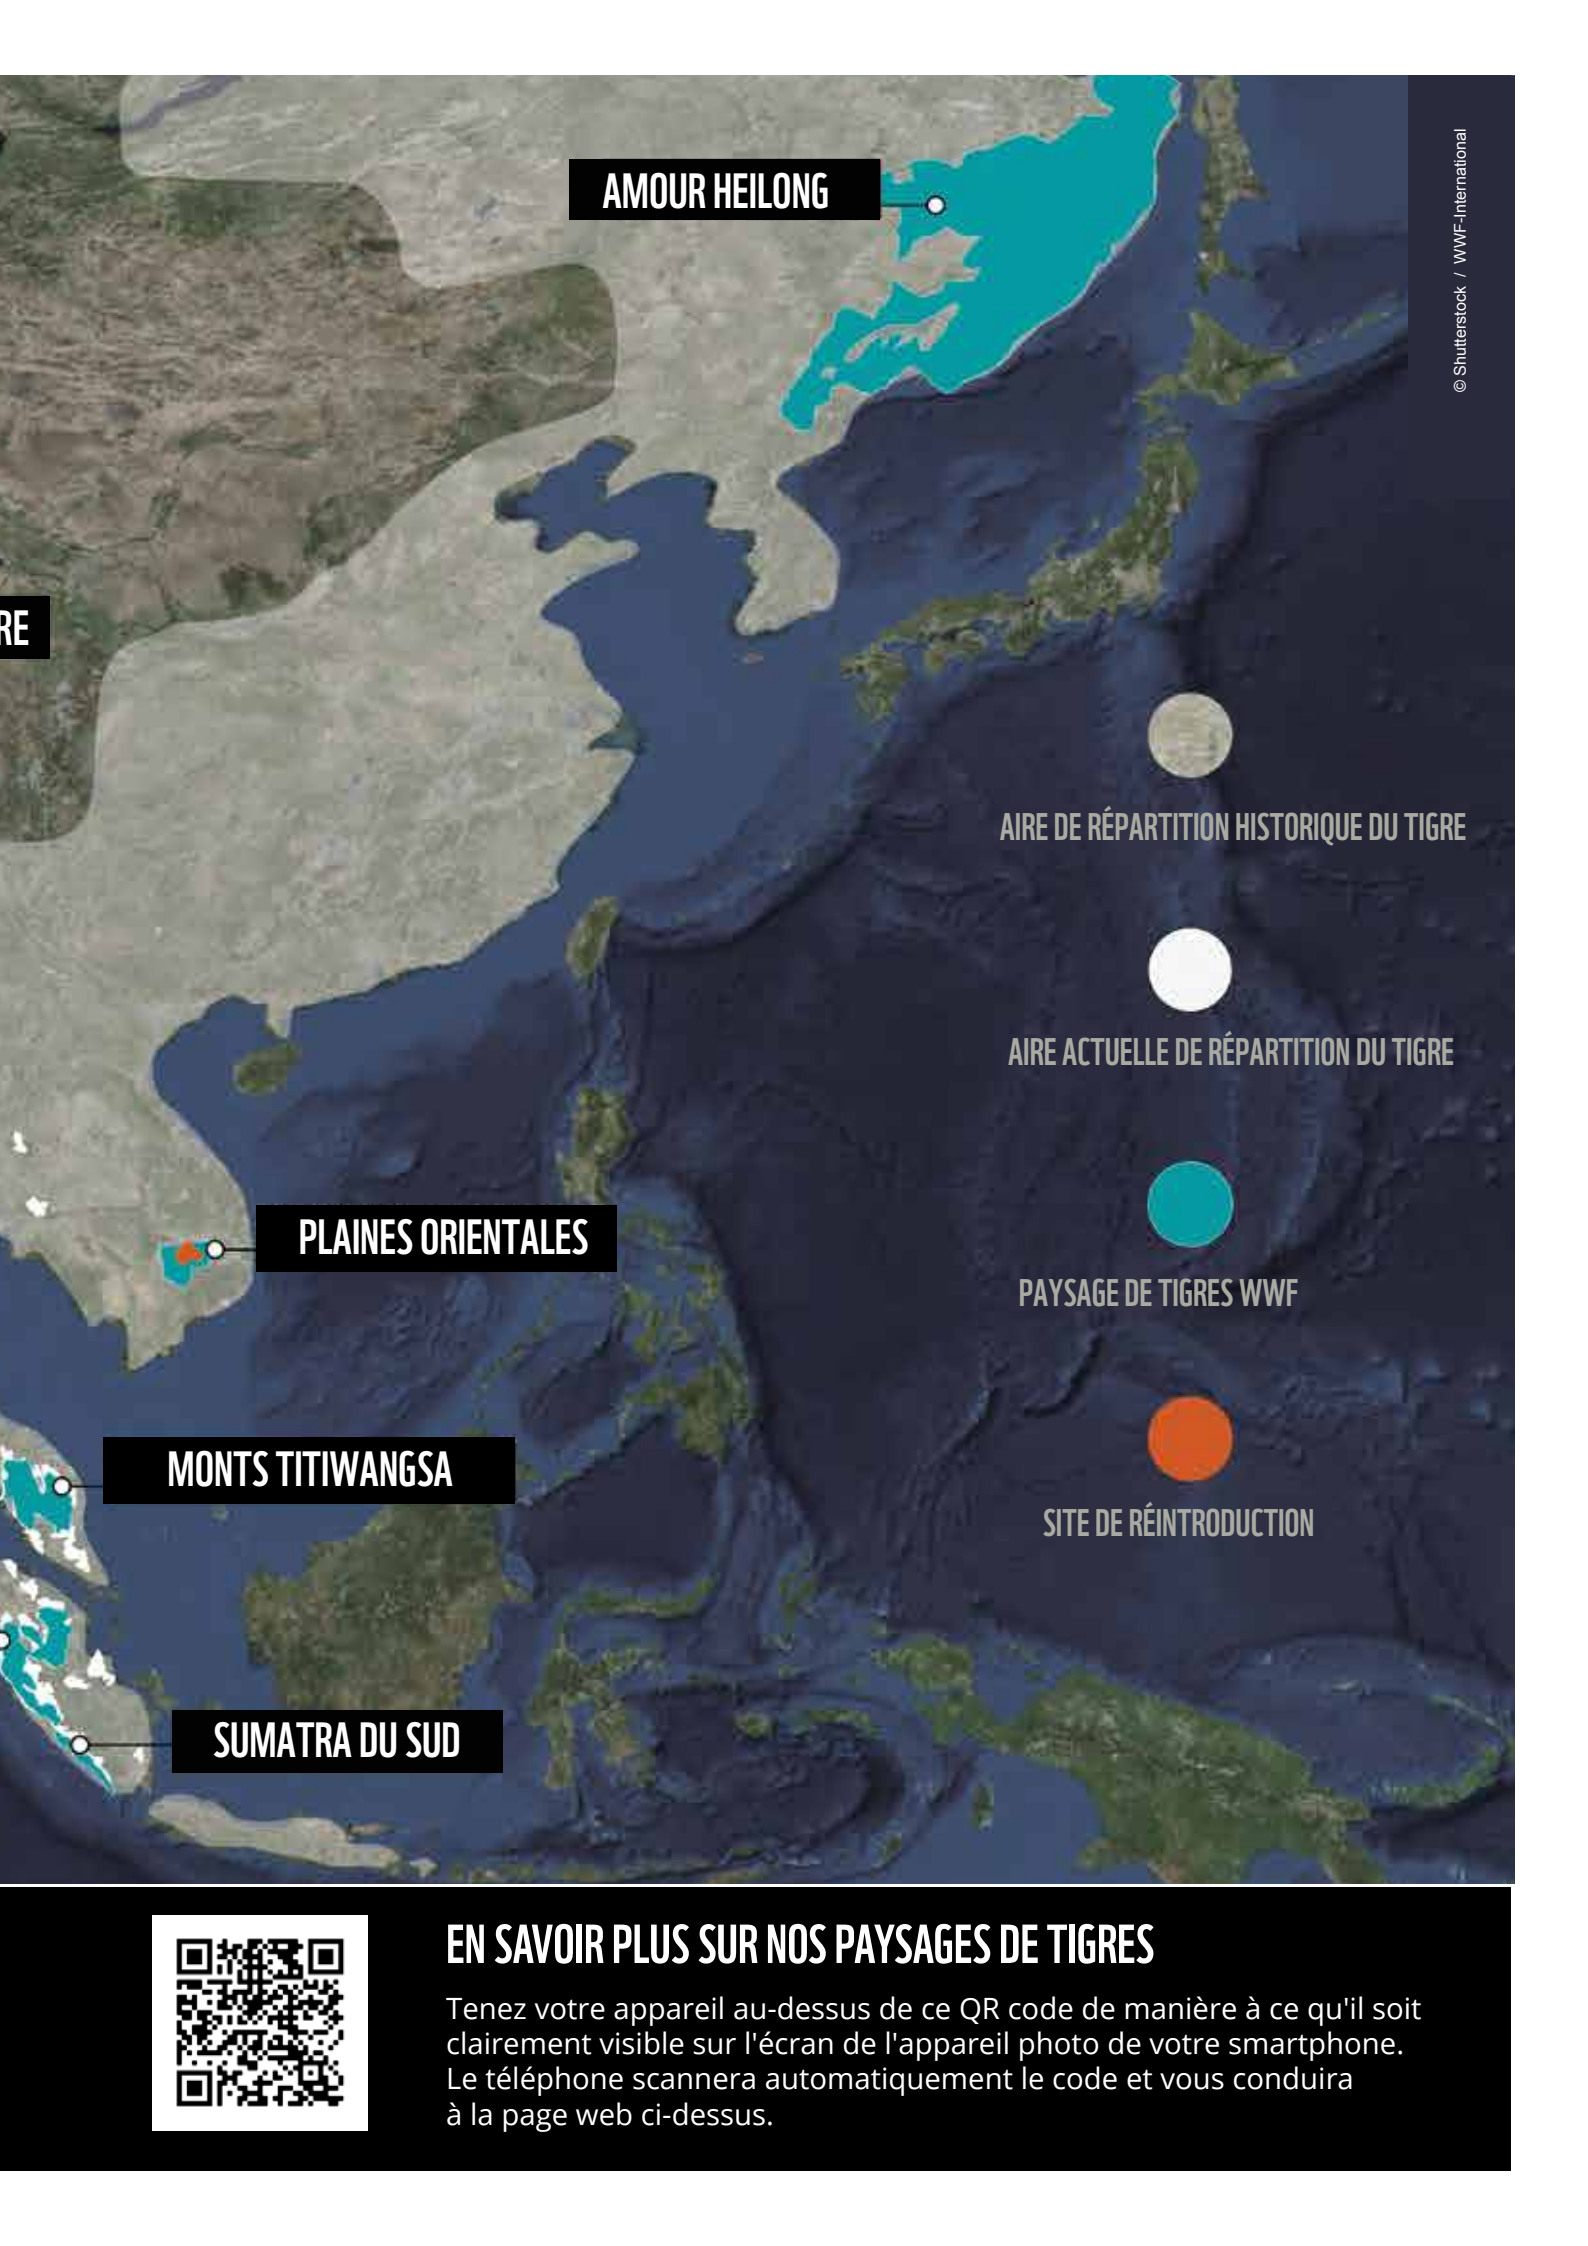 © Shutterstock / WWF-International
AMOUR HEILONG
RE
AIRE DE RÉPARTITION HISTORIQUE DU TIGRE
AIRE ACTUELLE DE RÉPARTITION DU TIGRE
PLAINES ORIENTALES
PAYSAGE DE TIGRES WWF
MONTS TITIWANGSA
SITE DE RÉINTRODUCTION
SUMATRA DU SUD
EN SAVOIR PLUS SUR NOS PAYSAGES DE TIGRES
Tenez votre appareil au-dessus de ce QR code de manière à ce qu'il soit
clairement visible sur l'écran de l'appareil photo de votre smartphone.
Le téléphone scannera automatiquement le code et vous conduira
à la page web ci-dessus.